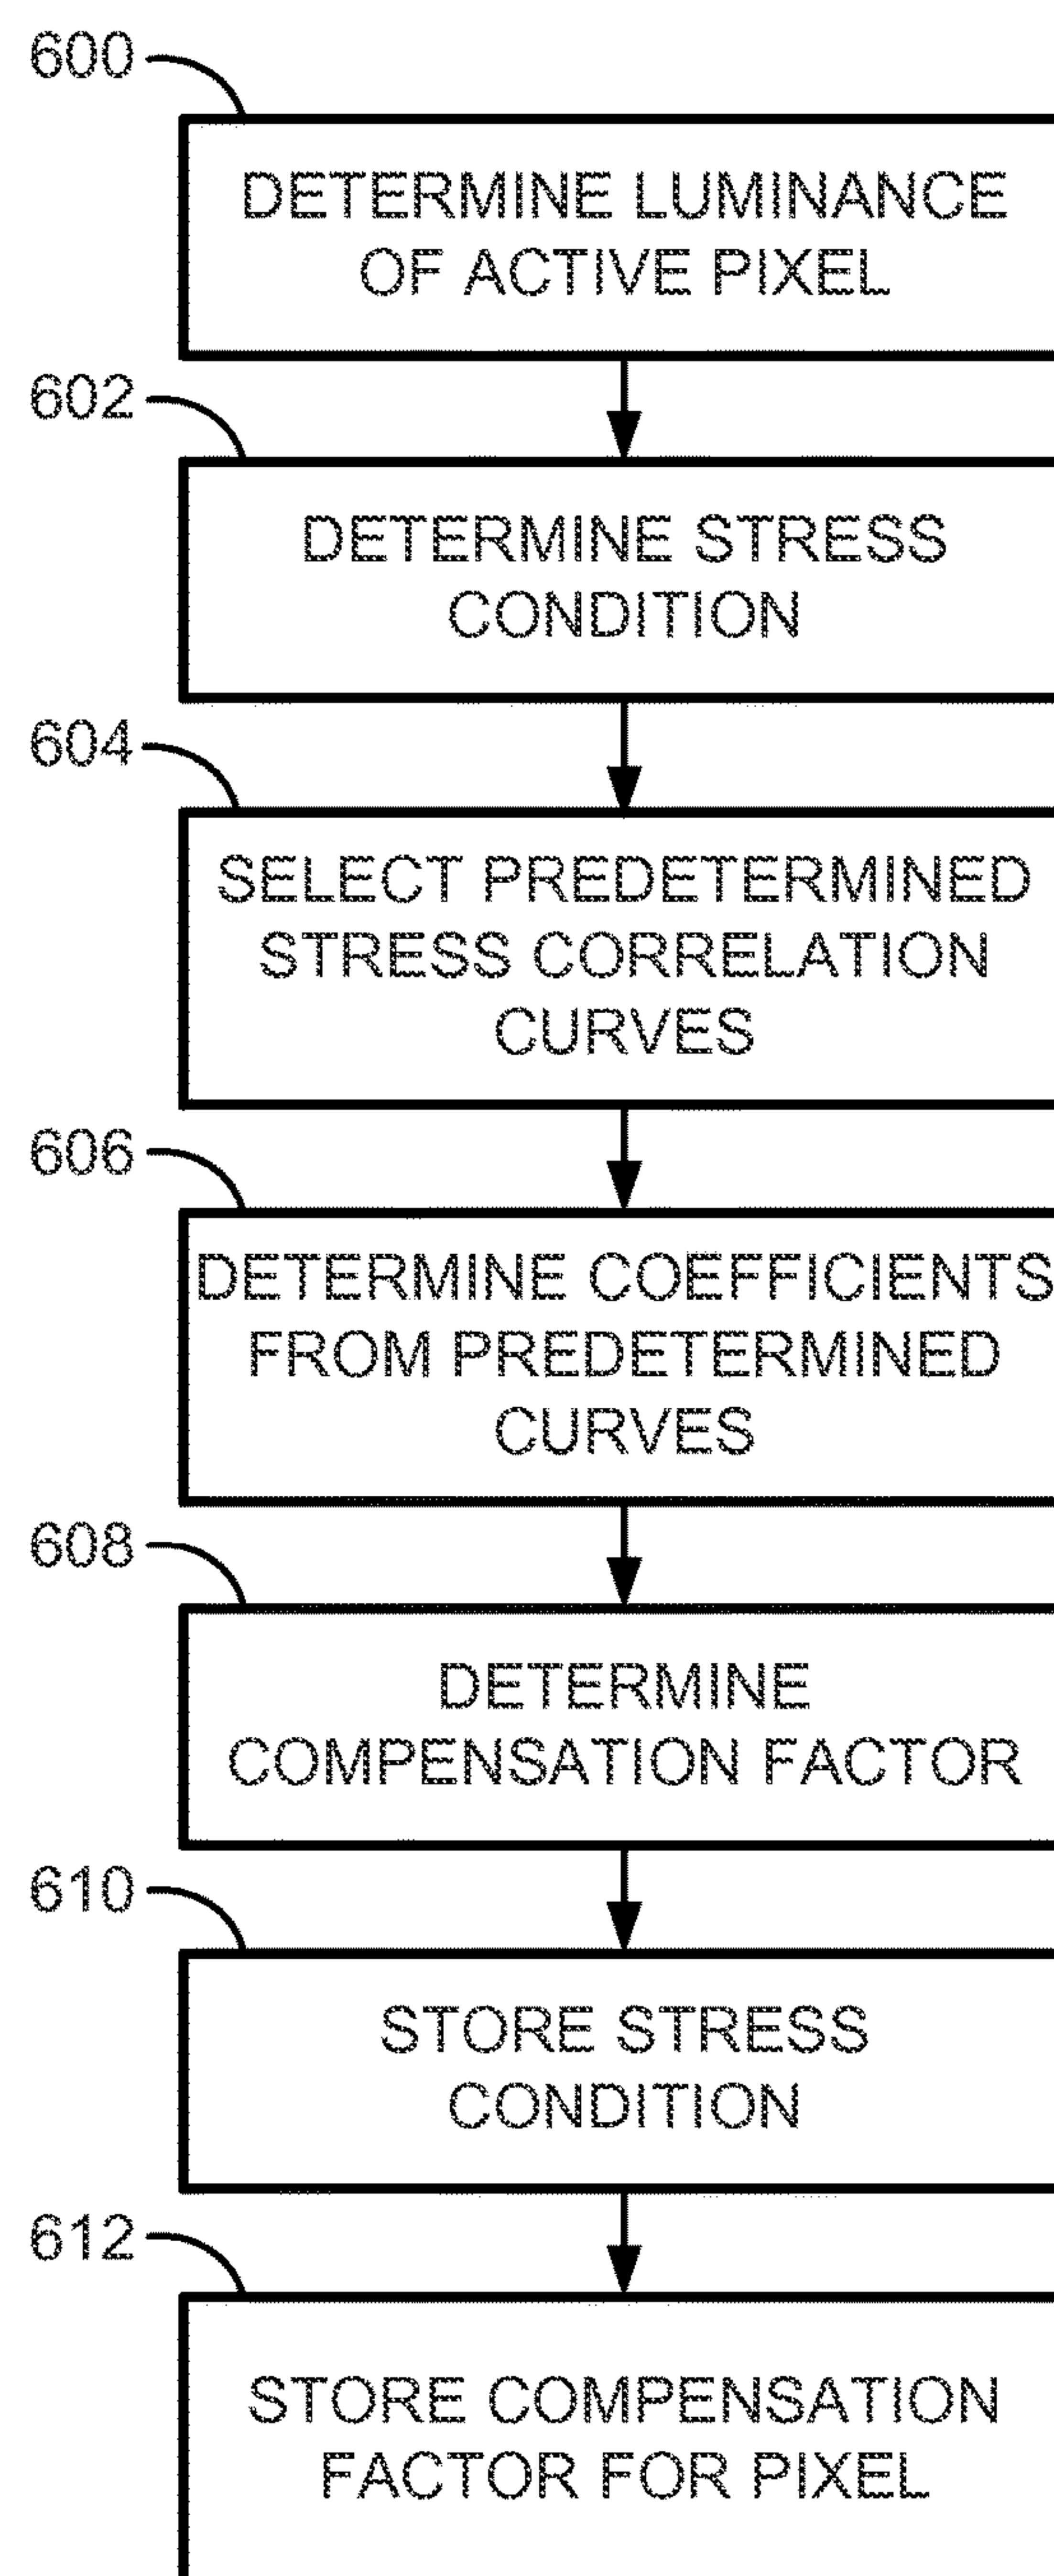 600
DETERMINE LUMINANCE
OF ACTIVE PIXEL
602
DETERMINE STRESS
CONDITION
604
SELECT PREDETERMINED
STRESS CORRELATION
CURVES
606
DETERMINE COEFFICIENTS
FROM PREDETERMINED
CURVES
608
DETERMINE
COMPENSATION FACTOR
610
STORE STRESS
CONDITION
612
STORE COMPENSATION
FACTOR FOR PIXEL